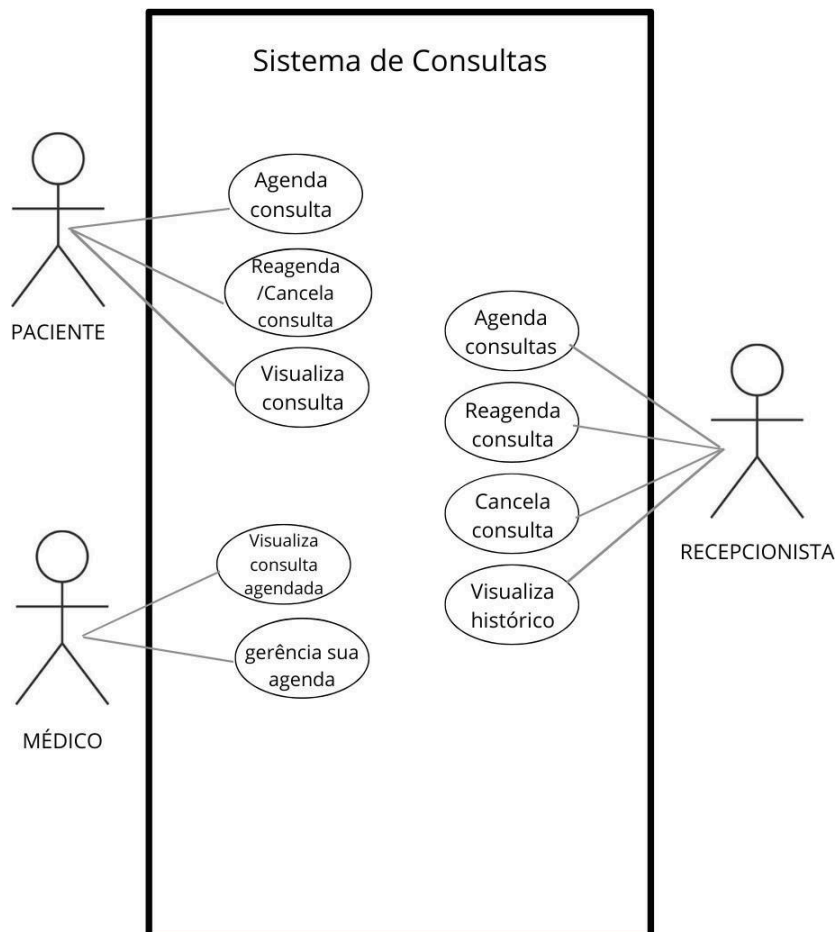 Sistema de Consultas
Agenda
consulta
Reagenda
/Cancela
consulta
Visualiza
consulta
PACIENTE
Agenda
consultas
Reagenda
consulta
Cancela
consulta
Visualiza
histórico
RECEPCIONISTA
Visualiza
consulta
agendada
gerência sua
agenda
MÉDICO